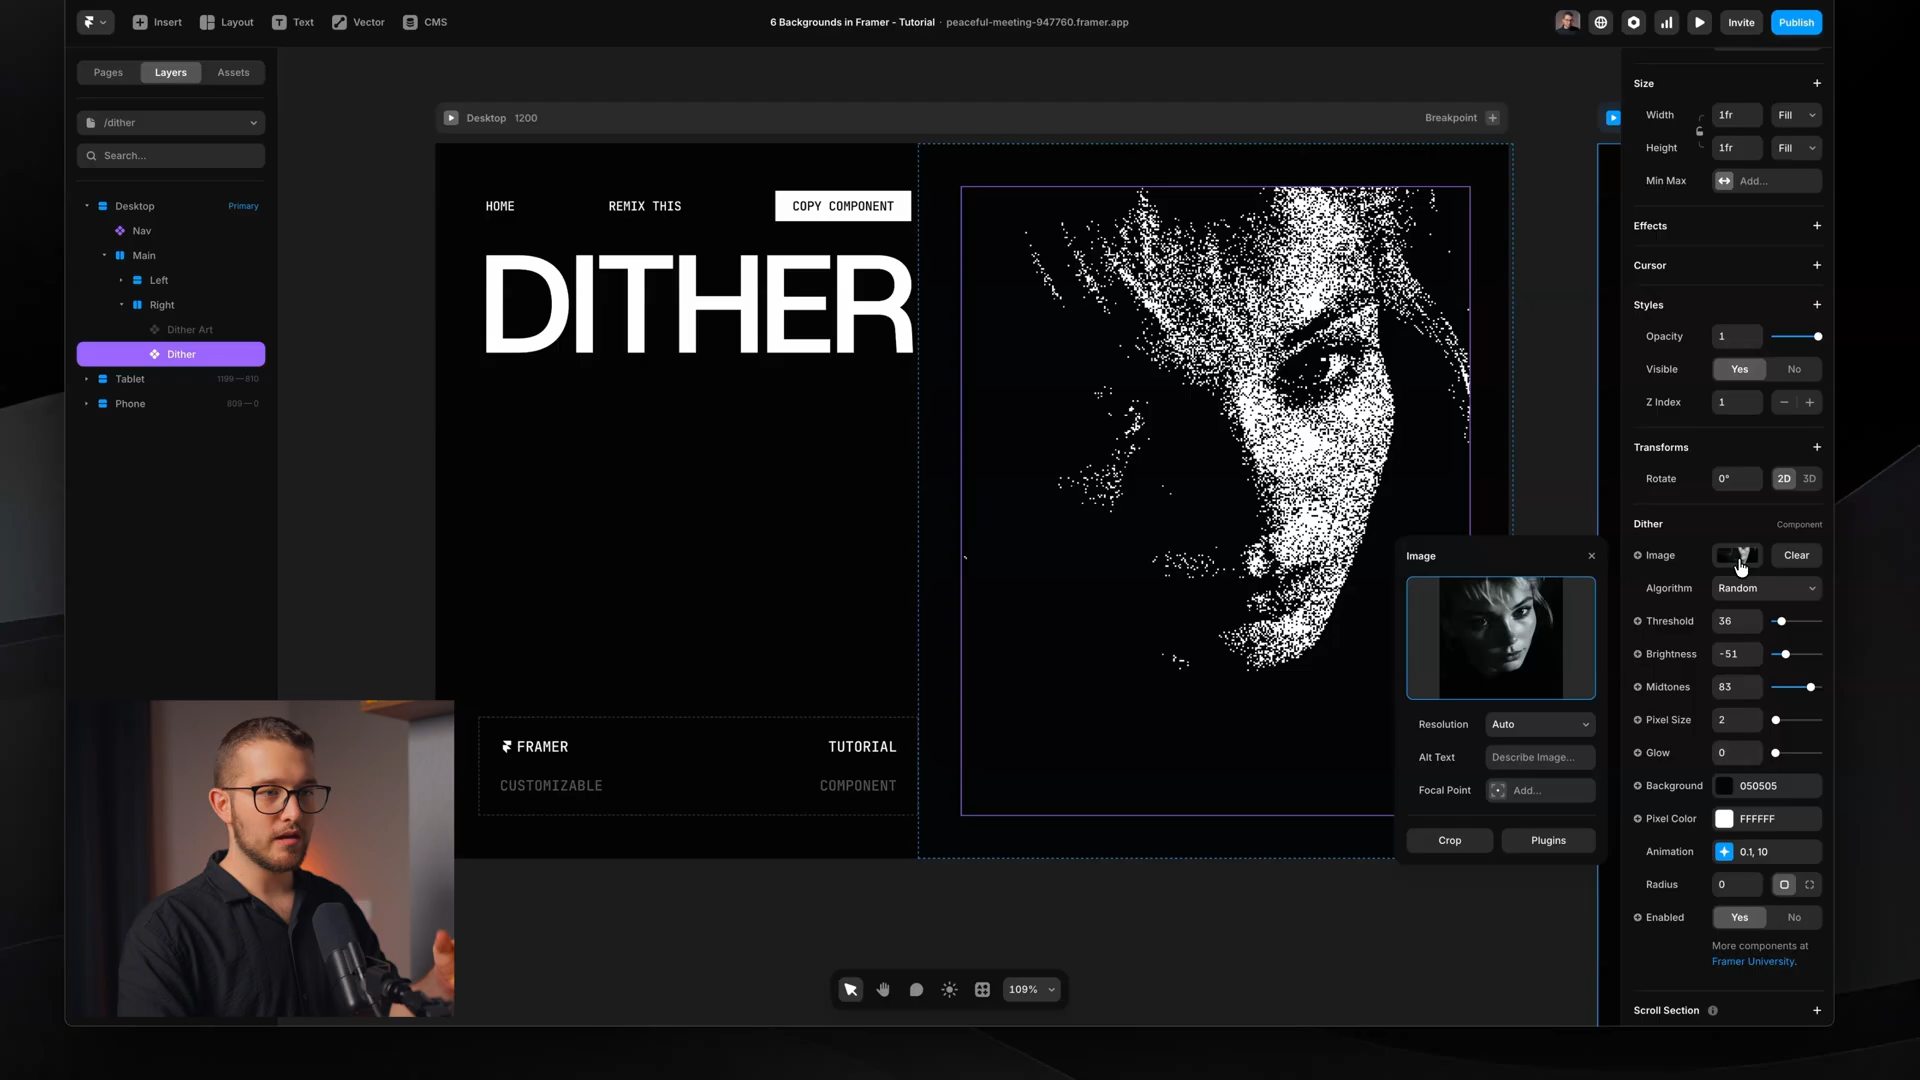 Insert
Layout
Text
Vector
CMS
6 Backgrounds in Framer - Tutorial · peaceful-meeting-947760.framer.app
Invite
Publish
Pages
Layers
Assets
/dither
Search...
Desktop
Primary
Nav
Main
Left
Right
Dither Art
Dither
Tablet
1199—810
Phone
809—0
Desktop 1200
Breakpoint
HOME
REMIX THIS
COPY COMPONENT
DITHER
FRAMER
TUTORIAL
CUSTOMIZABLE
COMPONENT
109%
Image
Resolution
Auto
Alt Text
Describe Image...
Focal Point
Add...
Crop
Plugins
Size
Width
1fr
Fill
Height
1fr
Fill
Min Max
Add...
Effects
Cursor
Styles
Opacity
1
Visible
Yes
No
Z Index
1
Transforms
Rotate
0°
2D
3D
Dither
Component
Image
Clear
Algorithm
Random
Threshold
36
Brightness
-51
Midtones
83
Pixel Size
2
Glow
0
Background
050505
Pixel Color
FFFFFF
Animation
0.1, 10
Radius
0
Enabled
Yes
No
More components at
Framer University.
Scroll Section